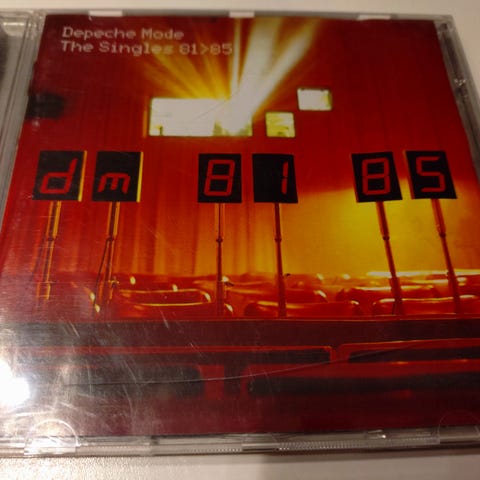 Depeche Mode
The Singles 81>85
dm 81 85